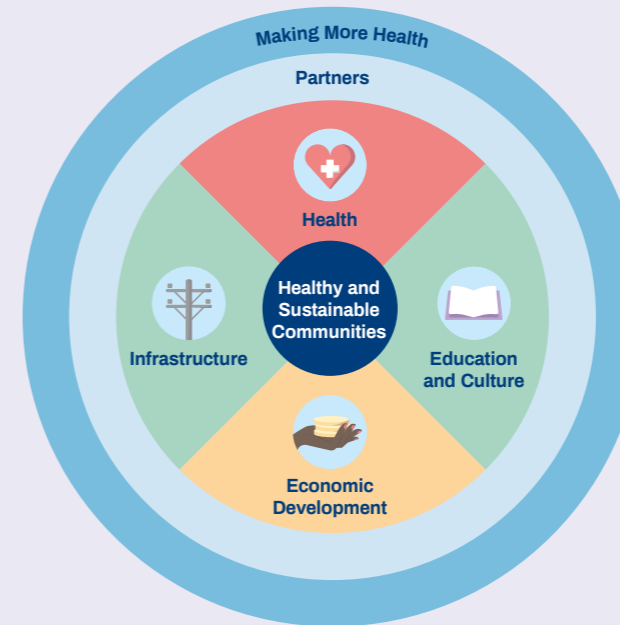 Making More Health
Partners
Health
Healthy and
Sustainable
Communities
Infrastructure
Education
and Culture
Economic
Development